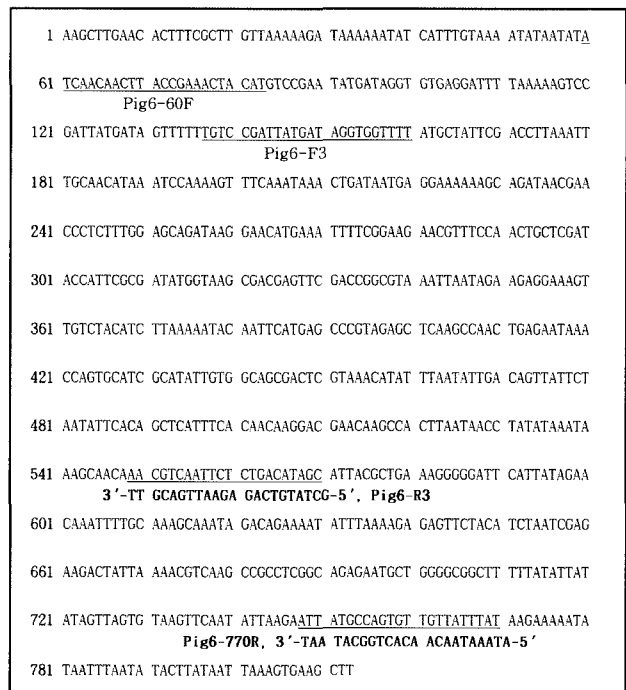 1 AAGCTTGAAC ACTTTCGCTT GTTAAAAAGA TAAAAAATAT CATTTGTAAA ATATAATATA
61 TCAACAACTT ACCGAAACTA CATGTCCGAA TATGATAGGT GTGAGGATTT TAAAAAGTCC
Pig6-60F
121 GATTATGATA GTTTTTTGTC CGATTATGAT AGGTGGTTTT ATGCTATTCG ACCTTAAATT
Pig6-F3
181 TGCAACATAA ATCCAAAAGT TTCAAATAAA CTGATAATGA GGAAAAAAGC AGATAACGAA
241 CCCTCTTTGG AGCAGATAAG GAACATGAAA TTTTCGGAAG AACGTTTCCA ACTGCTCGAT
301 ACCATTCGCG ATATGGTAAG CGACGAGTTC GACCGGCGTA AATTAATAGA AGAGGAAAGT
361 TGTCTACATC TTAAAAATAC AATTCATGAG CCCGTAGAGC TCAAGCCAAC TGAGAATAAA
421 CCAGTGCATC GCATATTGTG GCAGCGACTC GTAAACATAT TTAATATTGA CAGTTATTCT
481 AATATTCACA GCTCATTTCA CACAAGGAC GAACAAGCCA CTTAATAACC TATATAAATA
541 AAGCAACAAA CGTCAATTCT CTGACATAGC ATTACGCTGA AAGGGGGATT CATTATAGAA
3'-TT GCAGTTAAGA GACTGTATCG-5', Pig6-R3
601 CAAATTTTGC AAAGCAAATA GACAGAAAAT ATTTAAAAGA GAGTTCTACA TCTAATCGAG
661 AAGACTATTA AAACGTCAAG CCGCCTCGGC AGAGAATGCT GGGGCGGCTT TTTATATTAT
721 ATAGTTAGTG TAAGTTCAAT ATTAAGAATT ATGCCAGTGT TGTTATTTAT AAGAAAAATA
Pig6-770R, 3'-TAA TACGGTCACA ACAATAAATA-5'
781 TAATTTAATA TACTTATAAT TAAAGTGAAG CTT